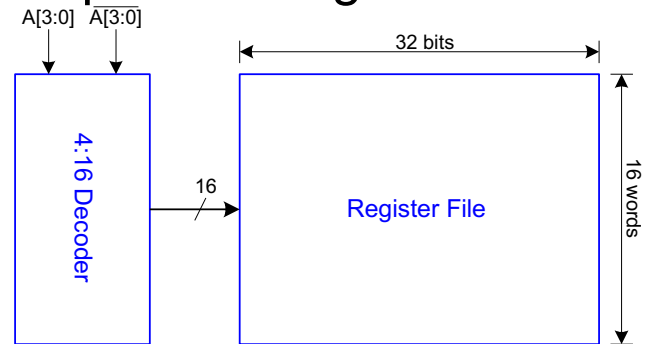 A[3:0] A[3:0]
32 bits
4:16 Decoder
16
Register File
16 words